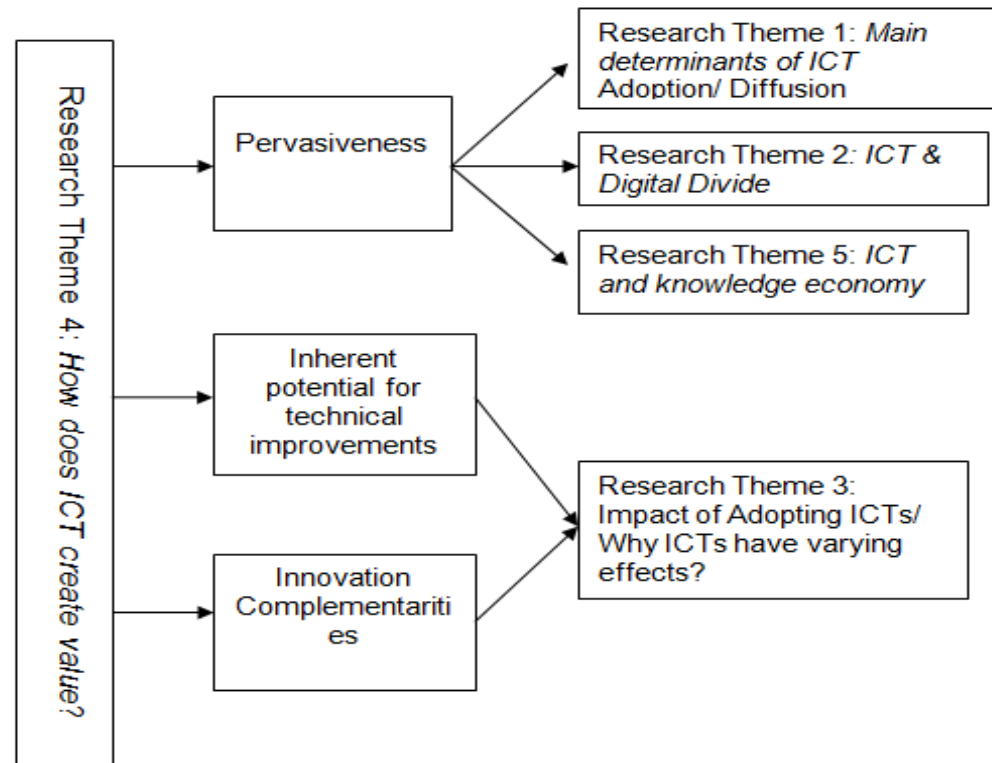 Research Theme 4: How does ICT create value?
Pervasiveness
Inherent
potential for
technical
improvements
Innovation
Complementariti
es
Research Theme 1: Main
determinants of ICT
Adoption/ Diffusion
Research Theme 2: ICT &
Digital Divide
Research Theme 5: ICT
and knowledge economy
Research Theme 3:
Impact of Adopting ICTs/
Why ICTs have varying
effects?